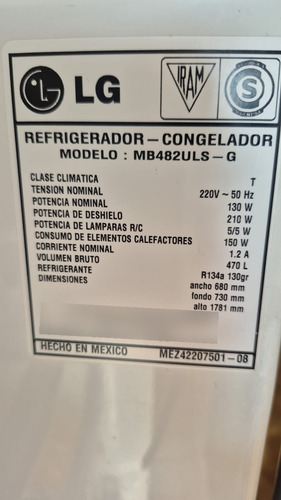 LG IRAM S
REFRIGERADOR – CONGELADOR
MODELO : MB482ULS – G
CLASE CLIMATICA T
TENSION NOMINAL 220V ~ 50 Hz
POTENCIA NOMINAL 130 W
POTENCIA DE DESHIELO 210 W
POTENCIA DE LAMPARAS R/C 5/5 W
CONSUMO DE ELEMENTOS CALEFACTORES 150 W
CORRIENTE NOMINAL 1.2 A
VOLUMEN BRUTO 470 L
REFRIGERANTE R134a 130gr
DIMENSIONES ancho 680 mm
fondo 730 mm
alto 1781 mm
HECHO EN MEXICO MEZ42207501–08